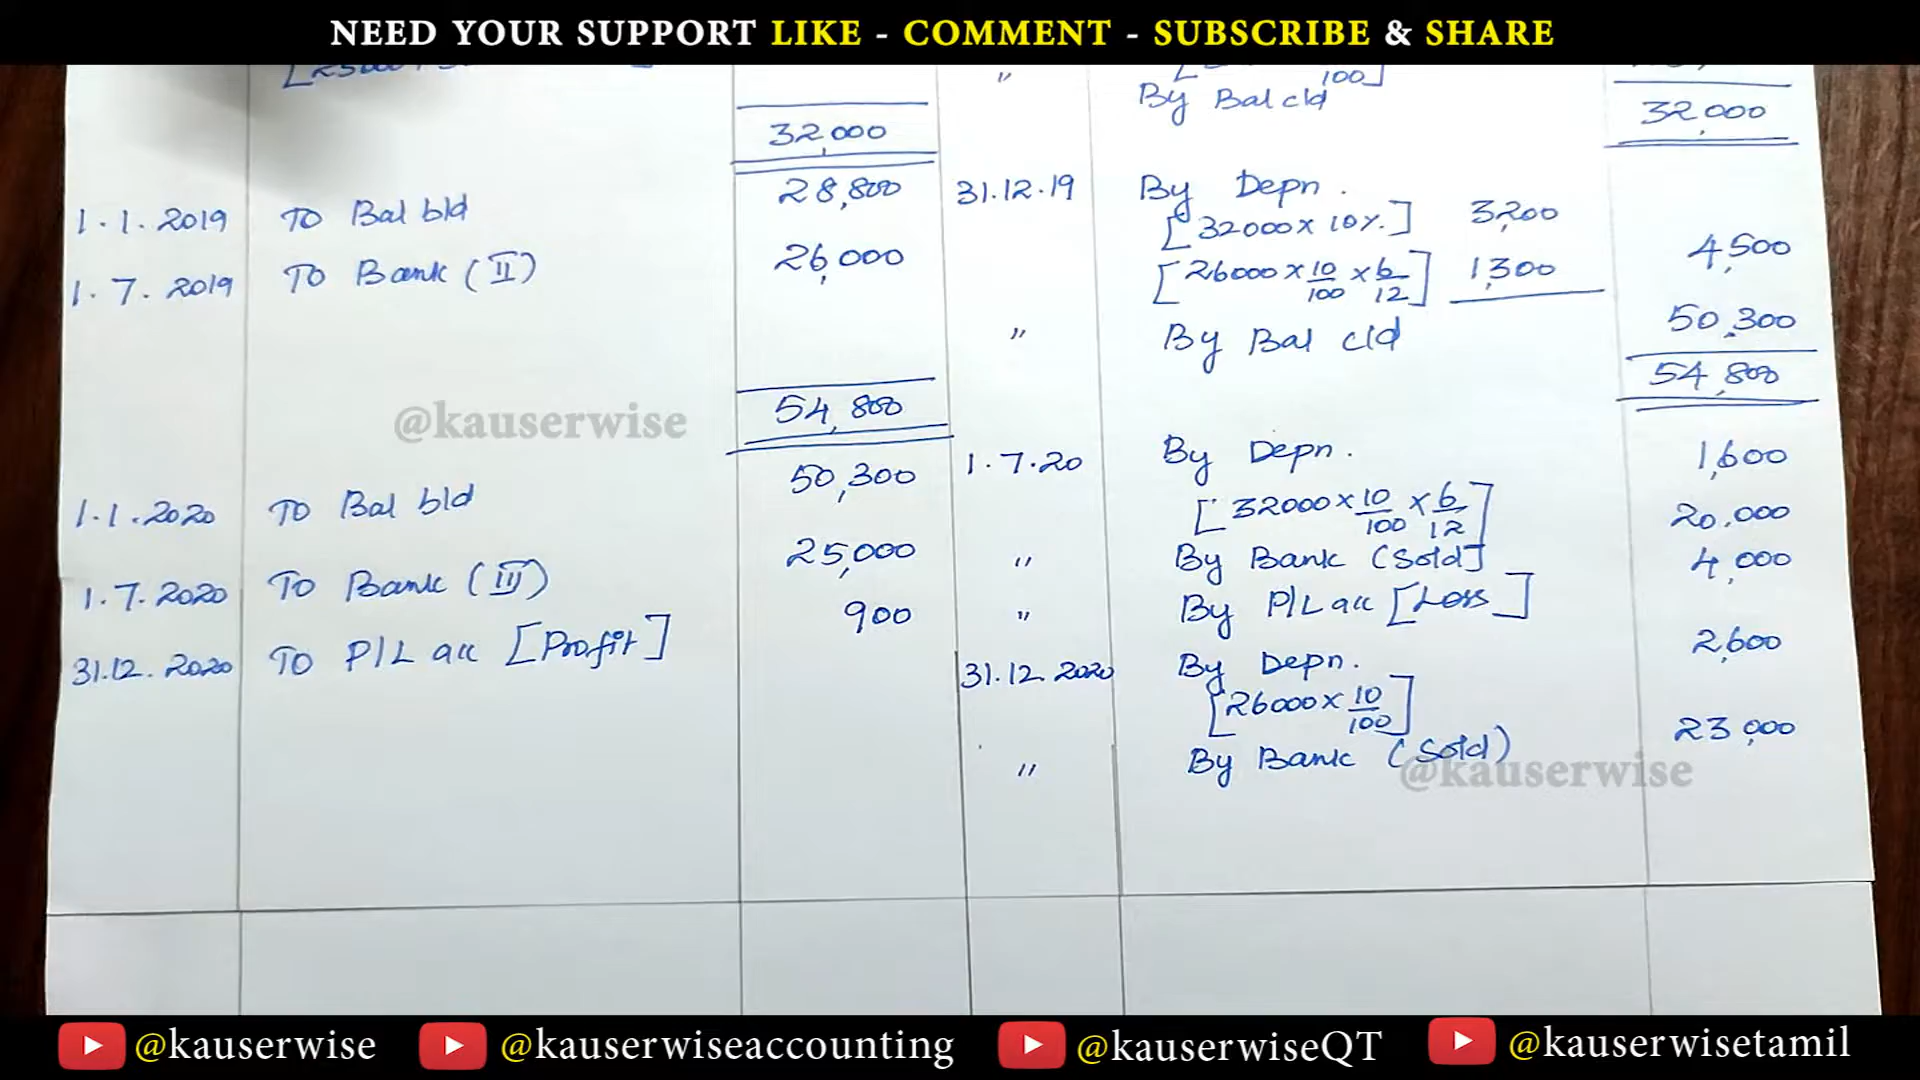 NEED YOUR SUPPORT LIKE - COMMENT - SUBSCRIBE & SHARE
100]
"
By Bal c/d
32,000
32,000
1.1.2019 To Bal b/d 28,800 31.12.19 By Depn.
[32000 x 10%.] 3,200
1.7.2019 To Bank (II) 26,000 4,500
[26000 x 10/100 x 6/12] 1,300
" By Bal c/d 50,300
54,800 54,800
@kauserwise
1.1.2020 To Bal b/d 50,300 1.7.20 By Depn. 1,600
[32000 x 10/100 x 6/12]
1.7.2020 To Bank (III) 25,000 " By Bank (Sold] 20,000
31.12.2020 To P/L a/c [Profit] 900 " By P/L a/c [Loss] 4,000
31.12.2020 By Depn. 2,600
[26000 x 10/100]
" By Bank (Sold) 23,000
@kauserwise
@kauserwise @kauserwiseaccounting @kauserwiseQT @kauserwisetamil